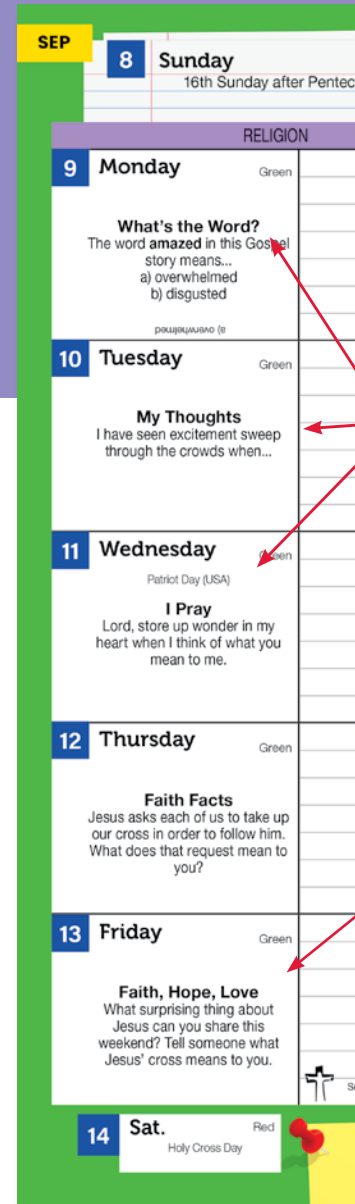 SEP
8 Sunday
16th Sunday after Pentec
RELIGION
9 Monday Green
What's the Word?
The word amazed in this Gospel
story means...
a) overwhelmed
b) disgusted
a) overwhelmed
10 Tuesday Green
My Thoughts
I have seen excitement sweep
through the crowds when...
11 Wednesday Green
Patriot Day (USA)
I Pray
Lord, store up wonder in my
heart when I think of what you
mean to me.
12 Thursday Green
Faith Facts
Jesus asks each of us to take up
our cross in order to follow him.
What does that request mean to
you?
13 Friday Green
Faith, Hope, Love
What surprising thing about
Jesus can you share this
weekend? Tell someone what
Jesus' cross means to you.
14 Sat. Red
Holy Cross Day